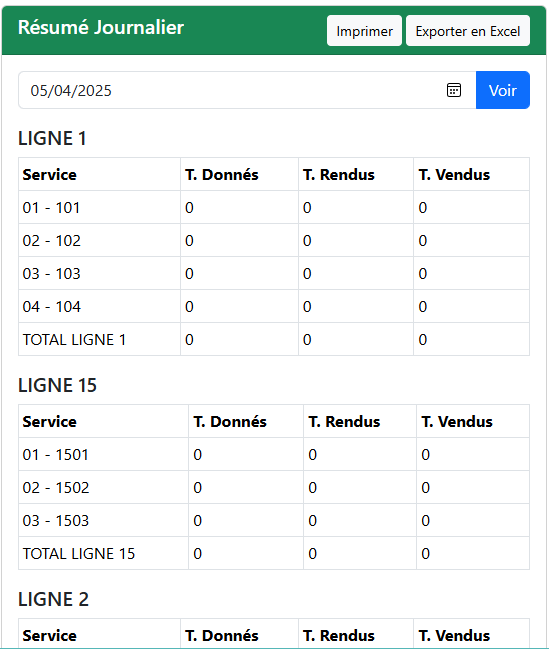 Résumé Journalier Imprimer Exporter en Excel
05/04/2025 Voir
LIGNE 1
Service T. Donnés T. Rendus T. Vendus
01 - 101 0 0 0
02 - 102 0 0 0
03 - 103 0 0 0
04 - 104 0 0 0
TOTAL LIGNE 1 0 0 0
LIGNE 15
Service T. Donnés T. Rendus T. Vendus
01 - 1501 0 0 0
02 - 1502 0 0 0
03 - 1503 0 0 0
TOTAL LIGNE 15 0 0 0
LIGNE 2
Service T. Donnés T. Rendus T. Vendus